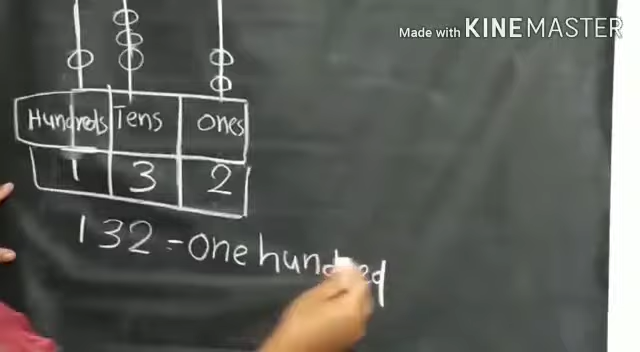 Made with KINEMASTER
Hundreds Tens Ones
1 3 2
132 - One hundred